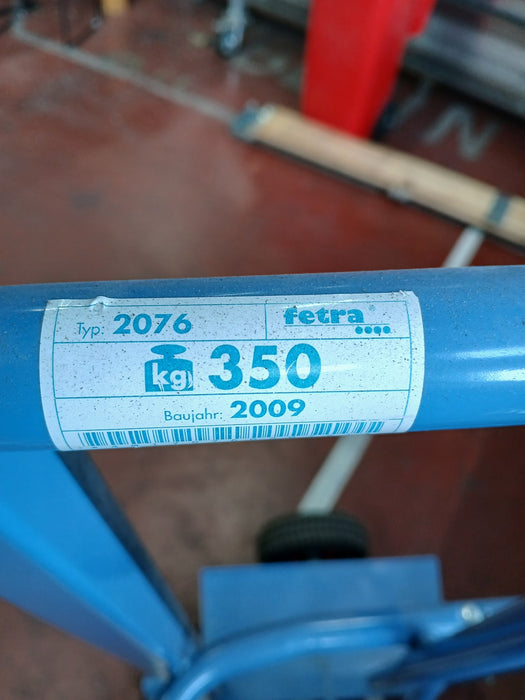 Typ: 2076
fetra®
kg 350
Baujahr: 2009